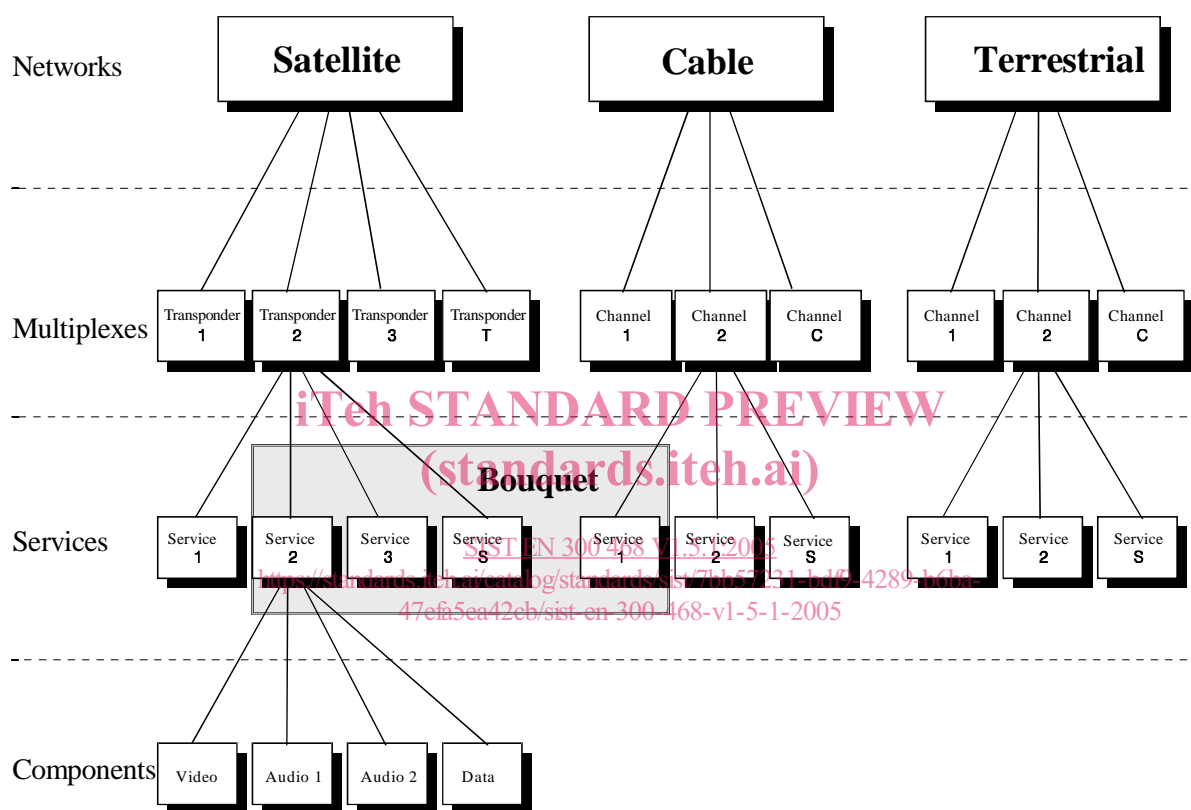 Networks
Satellite
Cable
Terrestrial
Multiplexes
Transponder 1
Transponder 2
Transponder 3
Transponder T
Channel 1
Channel 2
Channel C
Channel 1
Channel 2
Channel C
iTeh STANDARD PREVIEW
(standards.iteh.ai)
Bouquet
Services
Service 1
Service 2
Service 3
Service S
Service 1
Service 2
Service S
Service 1
Service 2
Service S
SIST EN 300 468 V1.5.1:2005
https://standards.iteh.ai/catalog/standards/sist/7bb57231-bdf9-4289-b6ba-
47efa5ea42cb/sist-en-300-468-v1-5-1-2005
Components
Video
Audio 1
Audio 2
Data